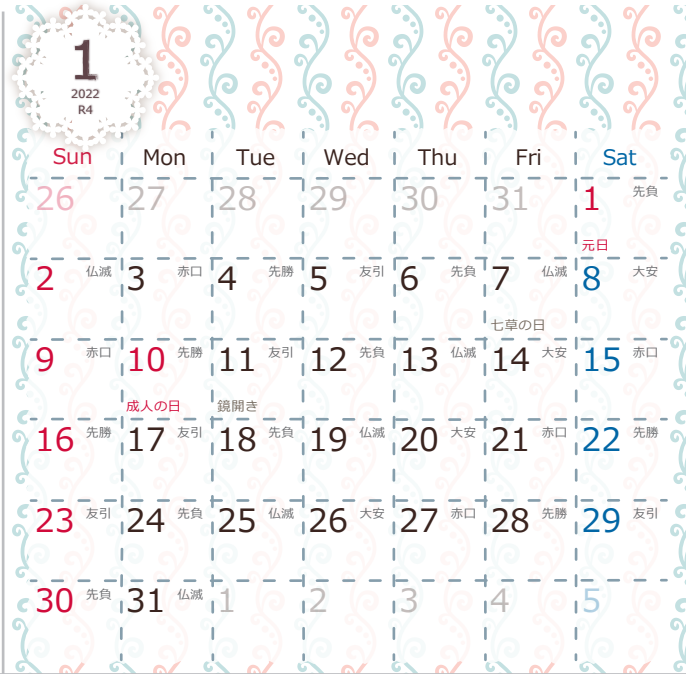 1
2022
R4
Sun Mon Tue Wed Thu Fri Sat
26 27 28 29 30 31 1 先負
元日
2 仏滅 3 赤口 4 先勝 5 友引 6 先負 7 仏滅 8 大安
七草の日
9 赤口 10 先勝 11 友引 12 先負 13 仏滅 14 大安 15 赤口
成人の日 鏡開き
16 先勝 17 友引 18 先負 19 仏滅 20 大安 21 赤口 22 先勝
23 友引 24 先負 25 仏滅 26 大安 27 赤口 28 先勝 29 友引
30 先負 31 仏滅 1 2 3 4 5